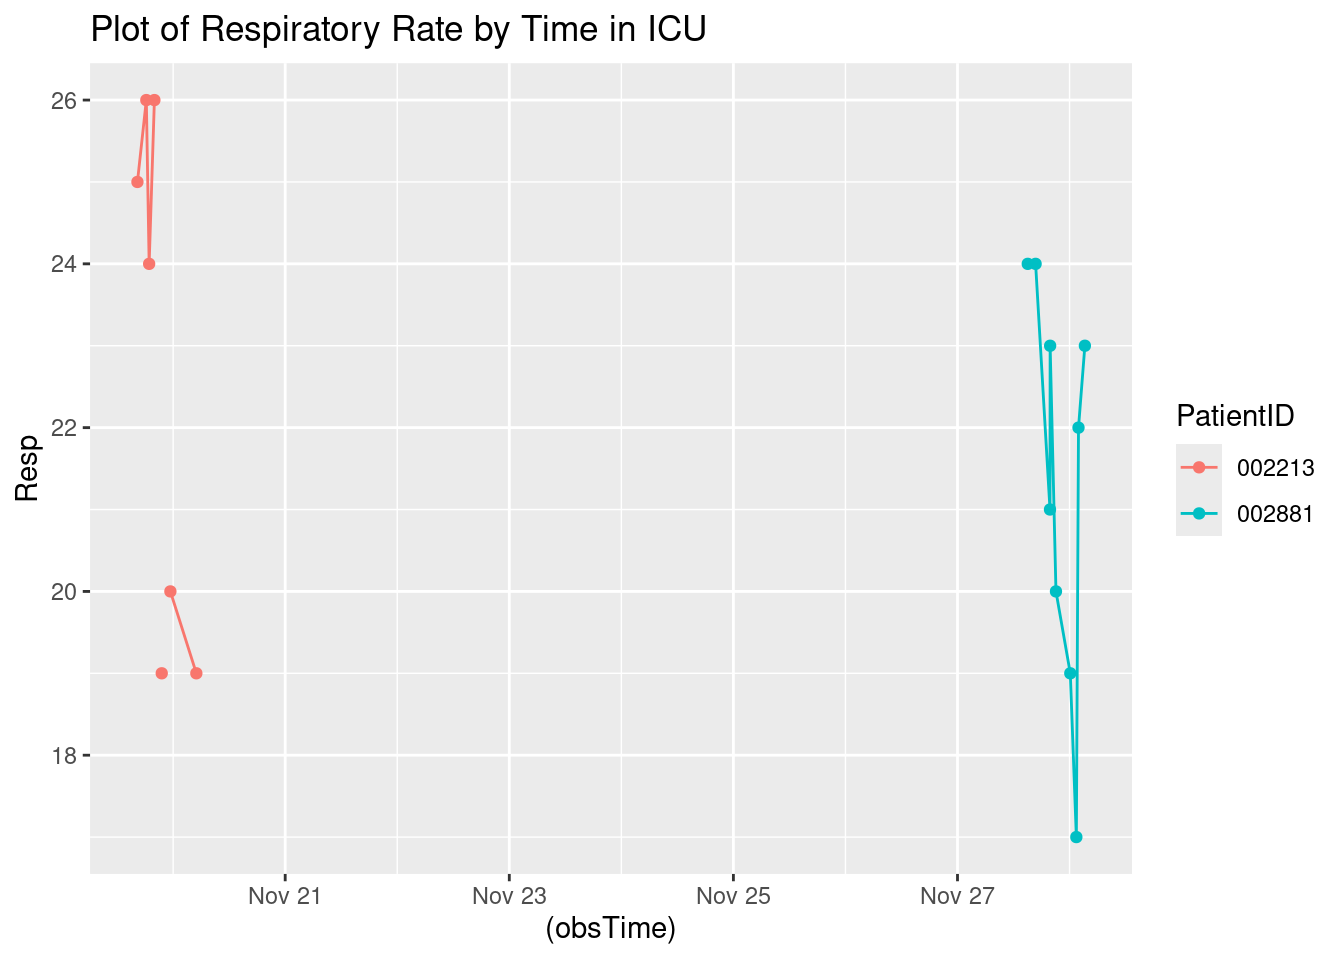 Plot of Respiratory Rate by Time in ICU
26
24
22
20
18
Resp
Nov 21
Nov 23
Nov 25
Nov 27
(obsTime)
PatientID
002213
002881